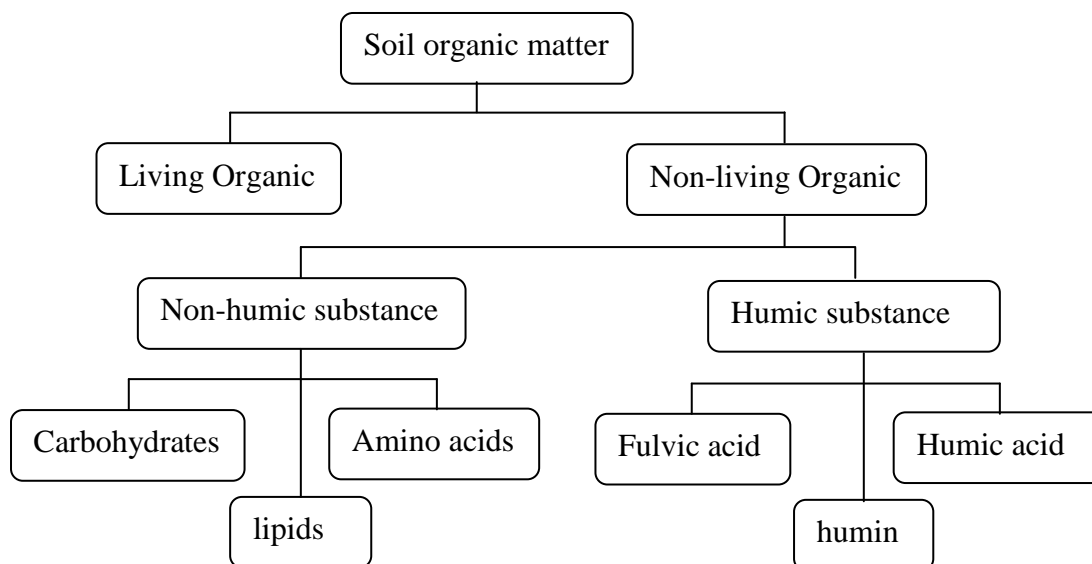 Soil organic matter
Living Organic
Non-living Organic
Non-humic substance
Humic substance
Carbohydrates
Amino acids
Fulvic acid
Humic acid
lipids
humin